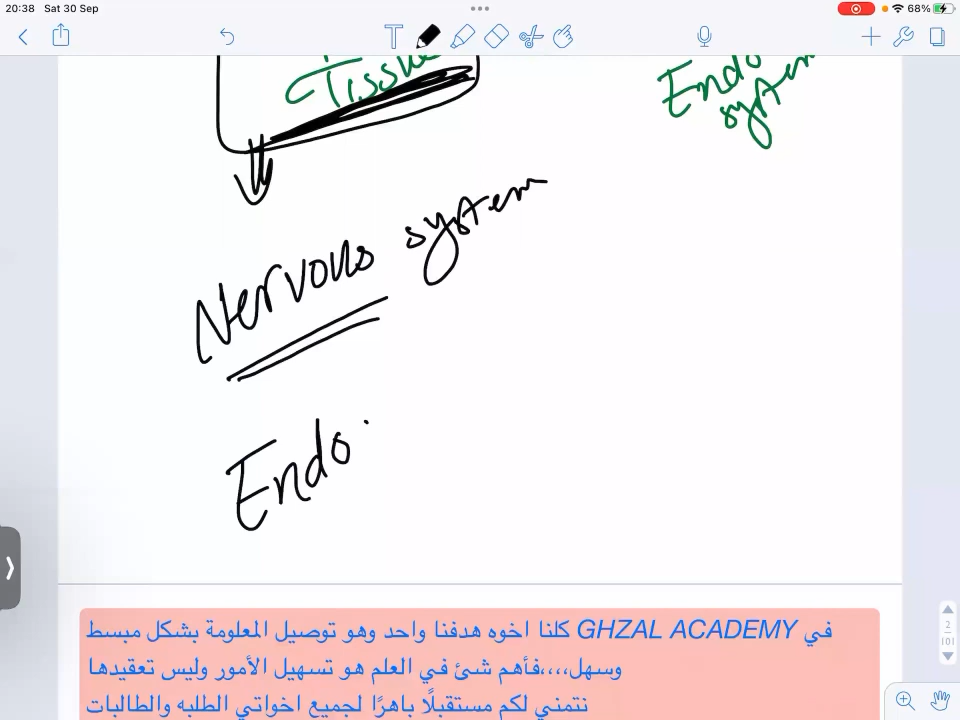 20:38 Sat 30 Sep
68%
Tissue
Endo
system
Nervous system
Endo.
2
101
في GHZAL ACADEMY كلنا اخوه هدفنا واحد وهو توصيل المعلومة بشكل مبسط
وسهل،،،،فأهم شئ في العلم هو تسهيل الأمور وليس تعقيدها
نتمني لكم مستقبلًا باهرًا لجميع اخواتي الطلبه والطالبات